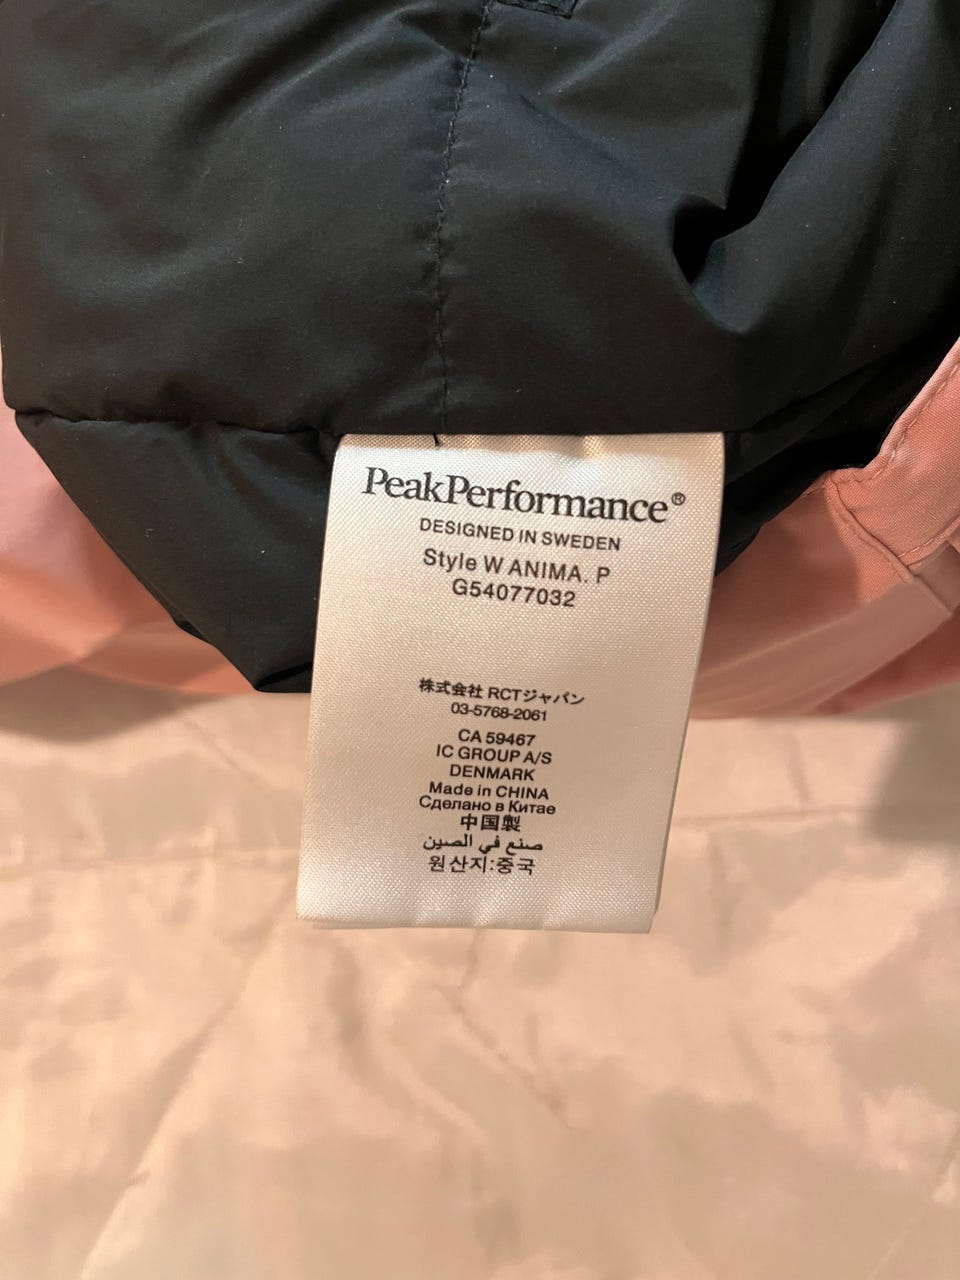 PeakPerformance®
DESIGNED IN SWEDEN
Style W ANIMA. P
G54077032
株式会社 RCTジャパン
03-5768-2061
CA 59467
IC GROUP A/S
DENMARK
Made in CHINA
Сделано в Китае
中国製
صنع في الصين
원산지:중국